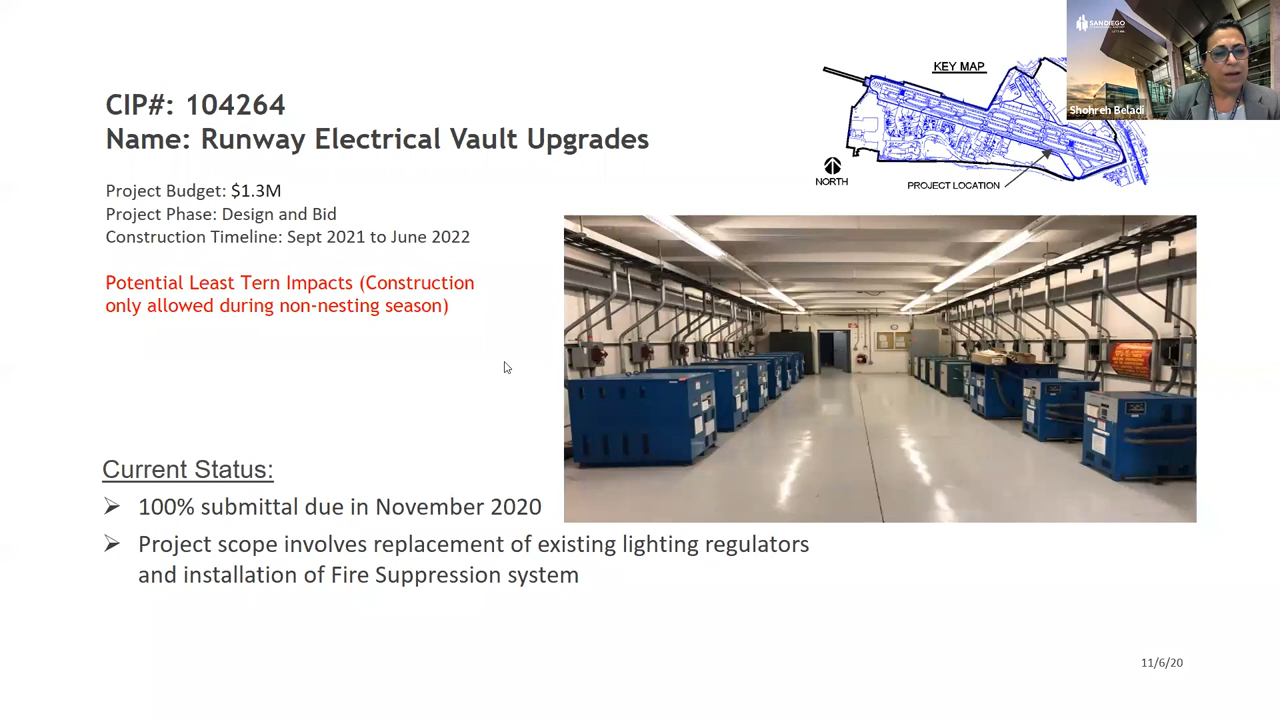 CIP#: 104264
Name: Runway Electrical Vault Upgrades
Project Budget: $1.3M
Project Phase: Design and Bid
Construction Timeline: Sept 2021 to June 2022
Potential Least Tern Impacts (Construction
only allowed during non-nesting season)
KEY MAP
NORTH
PROJECT LOCATION
SAN DIEGO
Shohreh Beladi
Current Status:
➢ 100% submittal due in November 2020
➢ Project scope involves replacement of existing lighting regulators
and installation of Fire Suppression system
11/6/20